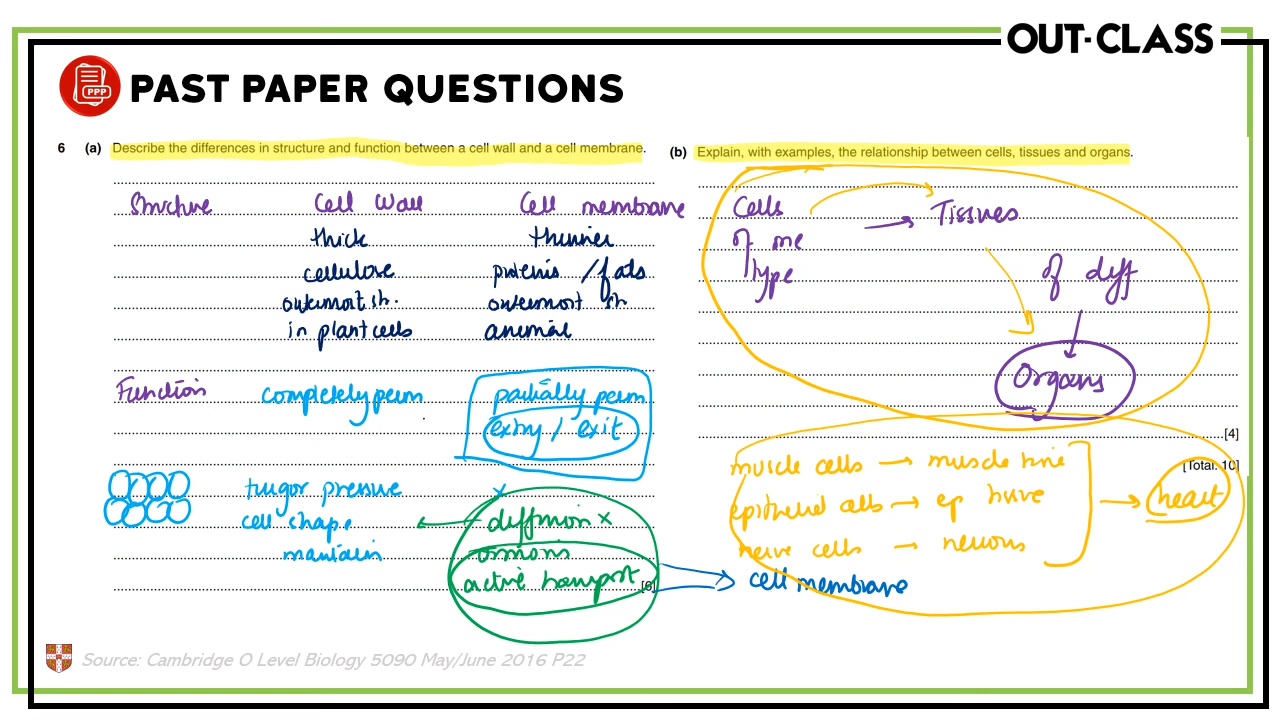 OUT-CLASS
PPP
PAST PAPER QUESTIONS
6 (a) Describe the differences in structure and function between a cell wall and a cell membrane.
Structure Cell Wall Cell membrane
thick thinner
cellulose proteins / fats
outermost str. outermost str
in plant cells animal
Function completely perm partially perm
entry / exit
turgor pressure x
cell shape diffusion x
maintain osmosis
active transport
[6]
(b) Explain, with examples, the relationship between cells, tissues and organs.
Cells → Tissues
of one
type
of diff
Organs
[4]
[Total: 10]
muscle cells → muscle tissue
epithelial cells → ep tissue → heart
nerve cells → neurons
cell membrane
Source: Cambridge O Level Biology 5090 May/June 2016 P22